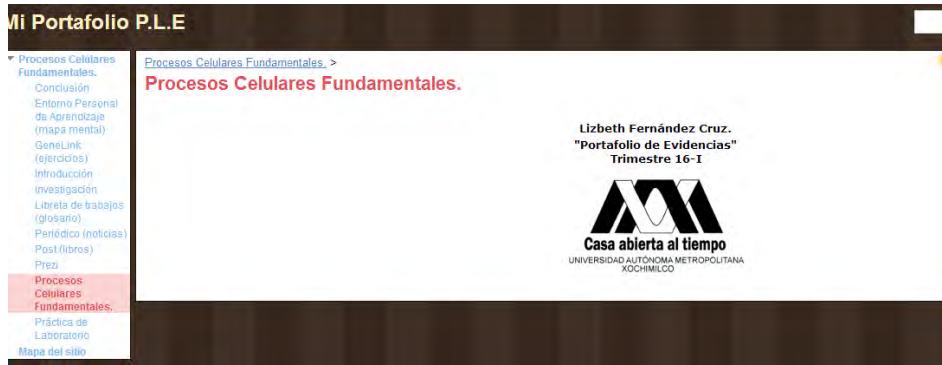 Mi Portafolio P.L.E
Procesos Celulares
Fundamentales.
Conclusión
Entorno Personal
de Aprendizaje
(mapa mental)
GeneLink
(ejercicios)
Introducción
Investigación
Libreta de trabajos
(glosario)
Periódico (noticias)
Post (libros)
Prezi
Procesos
Celulares
Fundamentales.
Práctica de
Laboratorio
Mapa del sitio
Procesos Celulares Fundamentales. >
Procesos Celulares Fundamentales.
Lizbeth Fernández Cruz.
"Portafolio de Evidencias"
Trimestre 16-I
Casa abierta al tiempo
UNIVERSIDAD AUTÓNOMA METROPOLITANA
XOCHIMILCO